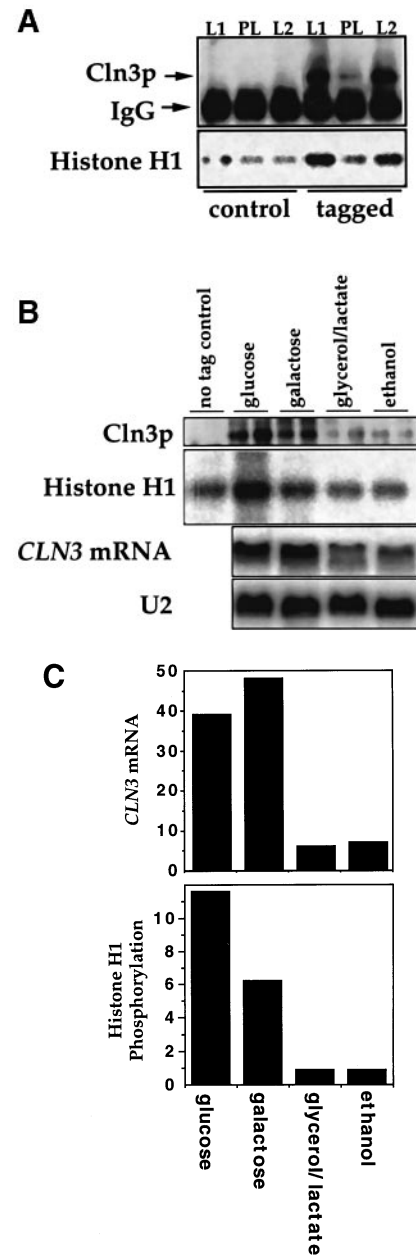 A
L1 PL L2 L1 PL L2
Cln3p
IgG
Histone H1
control tagged
B
no tag control
glucose
galactose
glycerol/lactate
ethanol
Cln3p
Histone H1
CLN3 mRNA
U2
C
50
40
30
20
10
0
CLN3 mRNA
10
8
6
4
2
0
Histone H1
Phosphorylation
glucose
galactose
glycerol/lactate
ethanol